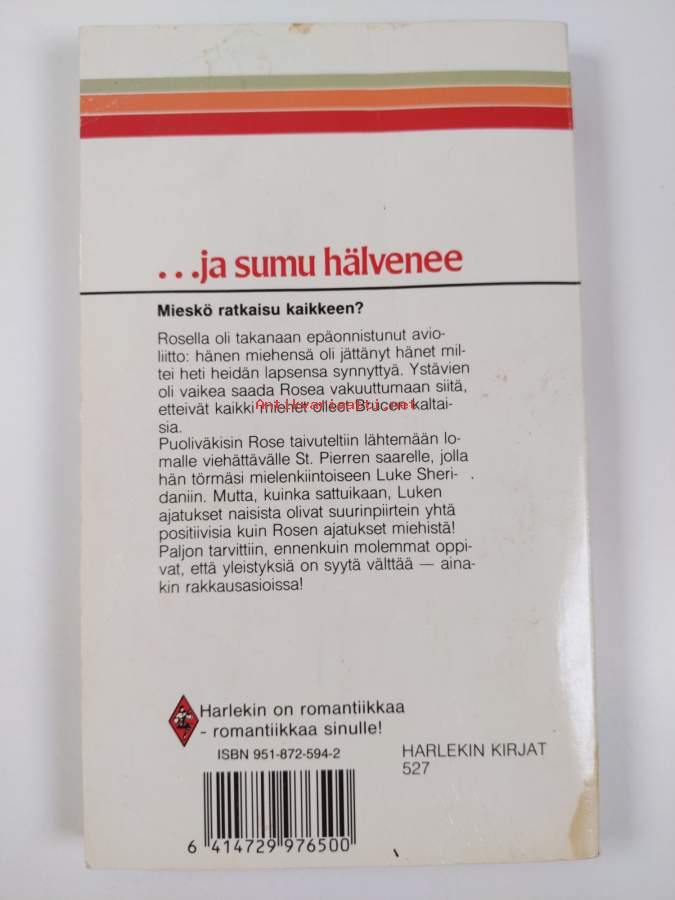 ...ja sumu hälvenee
Mieskö ratkaisu kaikkeen?
Rosella oli takanaan epäonnistunut avio-
liitto: hänen miehensä oli jättänyt hänet mil-
tei heti heidän lapsensa synnyttyä. Ystävien
oli vaikea saada Rosea vakuuttumaan siitä,
etteivät kaikki miehet olleet Brucen kaltai-
sia.
Puoliväkisin Rose taivuteltiin lähtemään lo-
malle viehättävälle St. Pierren saarelle, jolla
hän törmäsi mielenkiintoiseen Luke Sheri-
daniin. Mutta, kuinka sattuikaan, Luken
ajatukset naisista olivat suurinpiirtein yhtä
positiivisia kuin Rosen ajatukset miehistä!
Paljon tarvittiin, ennenkuin molemmat oppi-
vat, että yleistyksiä on syytä välttää — aina-
kin rakkausasioissa!
Harlekin on romantiikkaa
- romantiikkaa sinulle!
ISBN 951-872-594-2
HARLEKIN KIRJAT
527
6 414729 976500